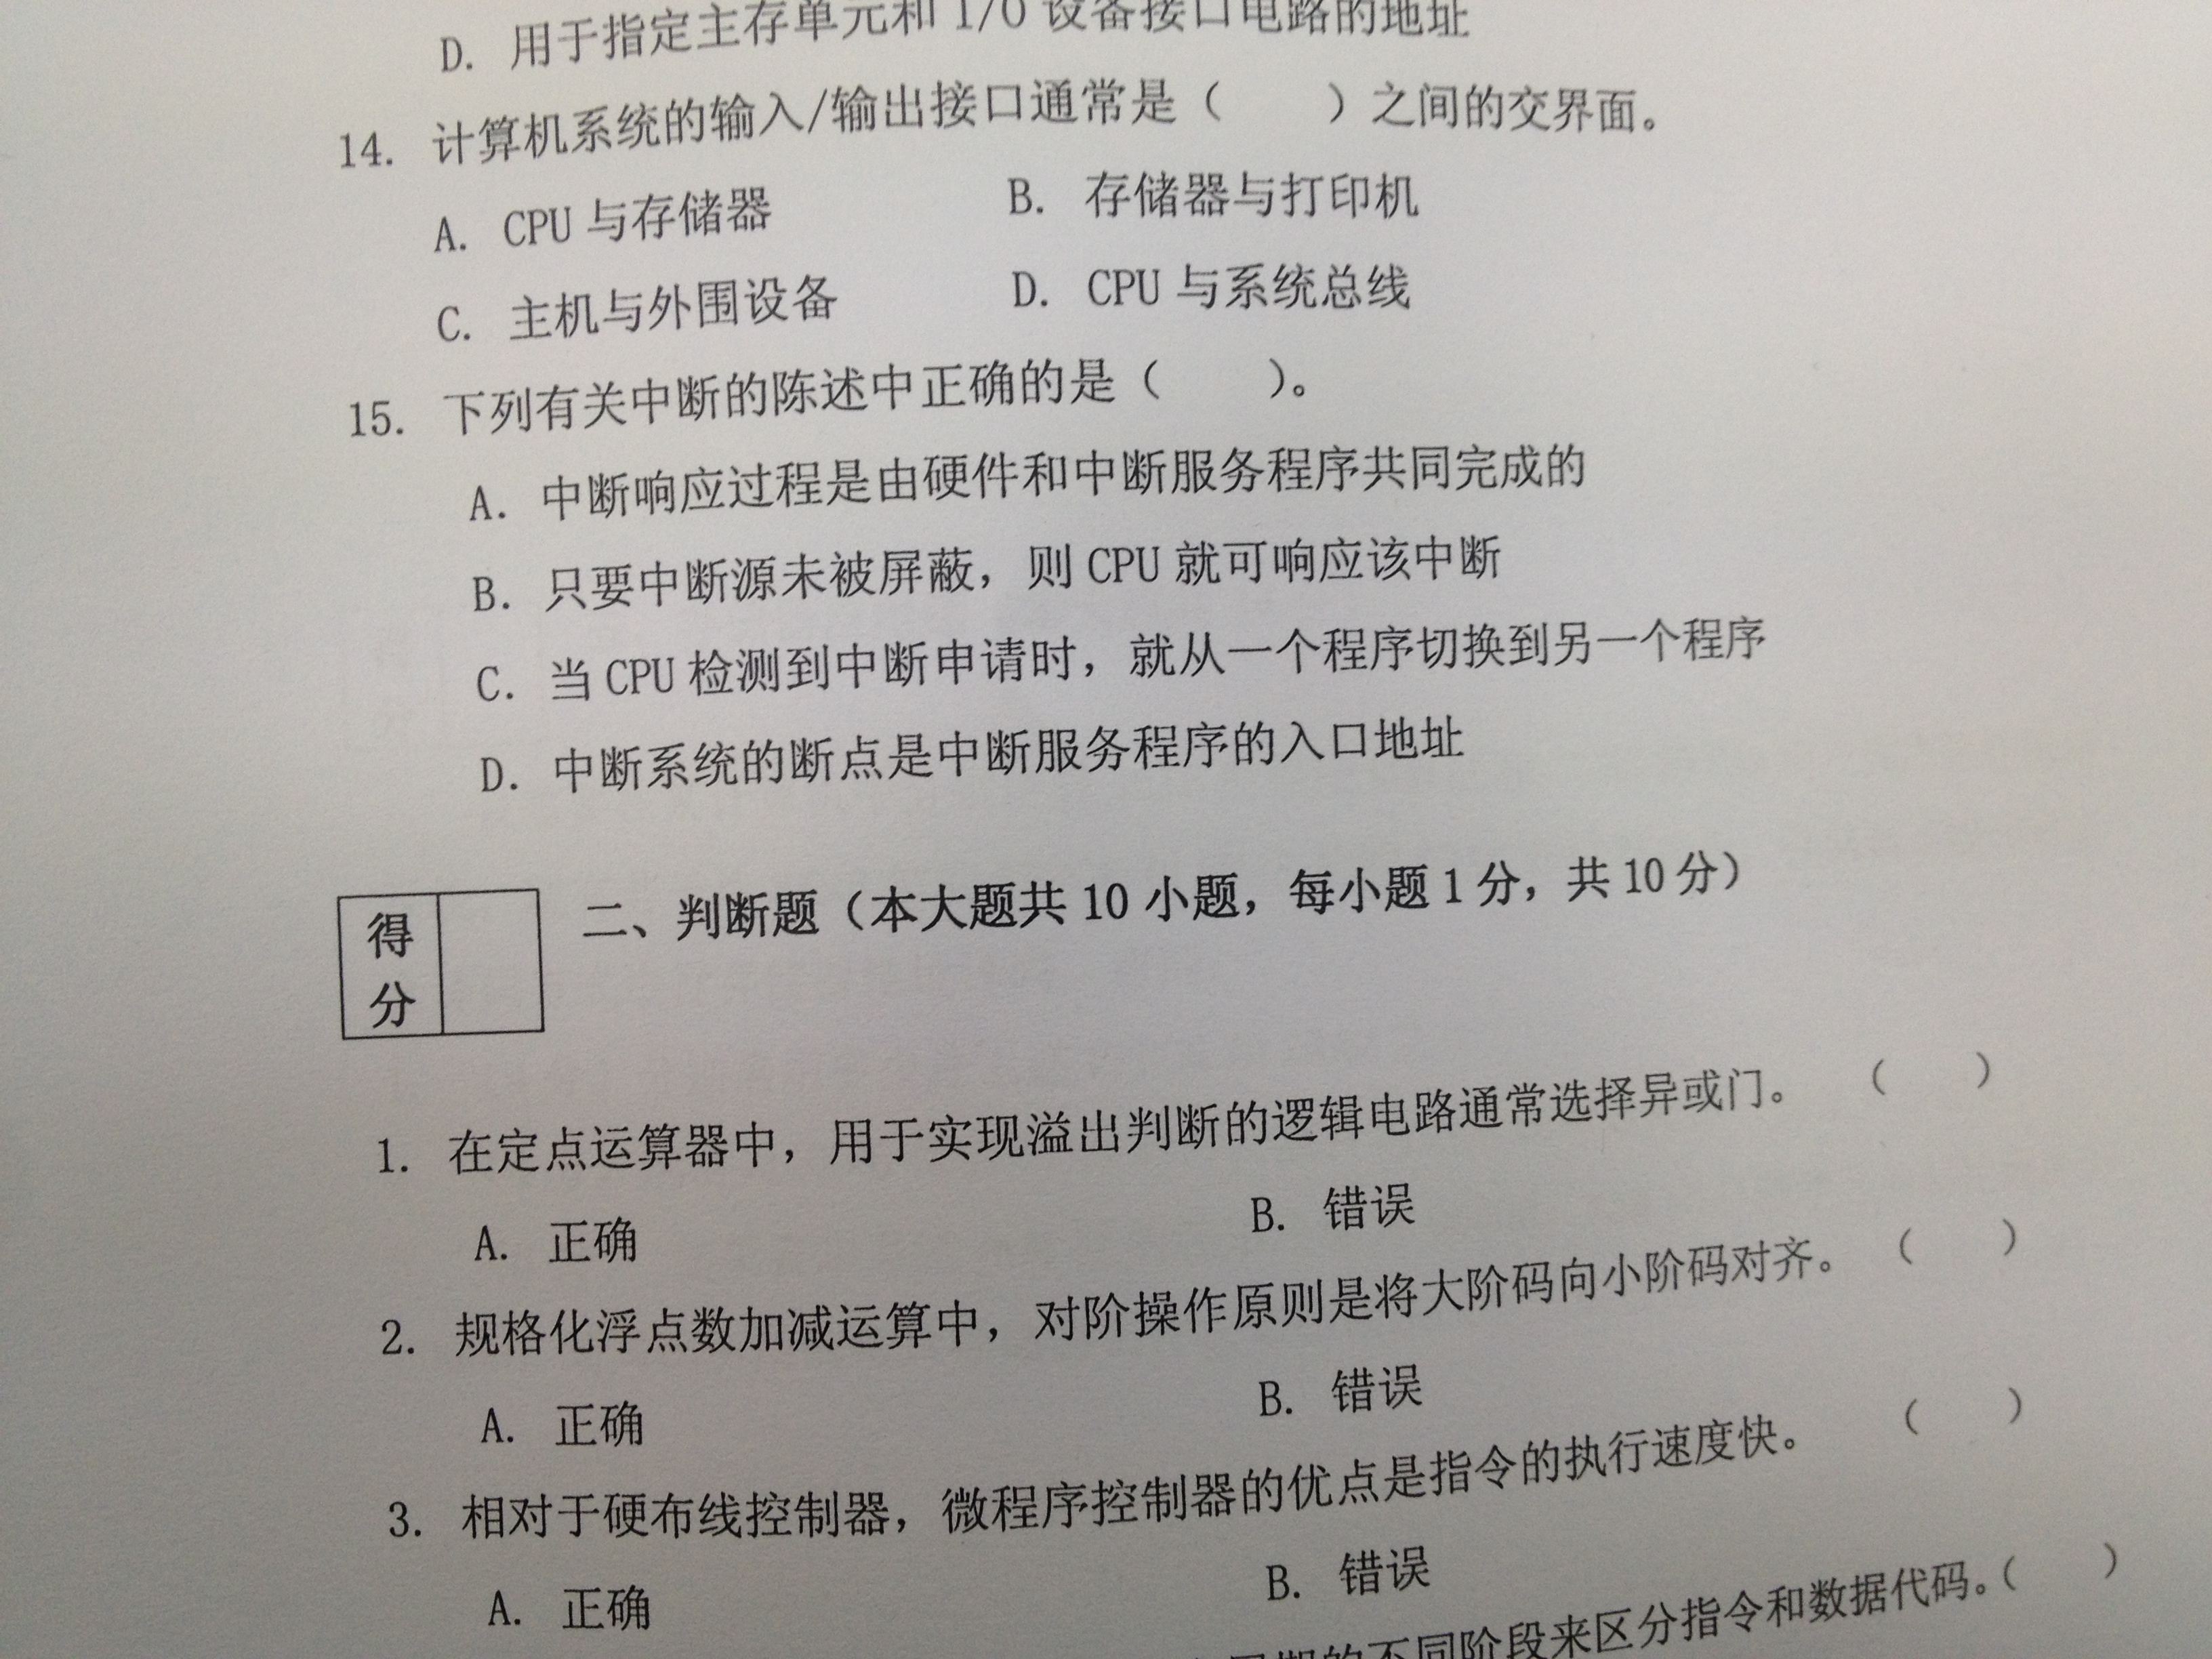 D. 用于指定主存单元和 I/O 设备接口电路的地址
14. 计算机系统的输入/输出接口通常是（ ）之间的交界面。
A. CPU 与存储器 B. 存储器与打印机
C. 主机与外围设备 D. CPU 与系统总线
15. 下列有关中断的陈述中正确的是（ ）。
A. 中断响应过程是由硬件和中断服务程序共同完成的
B. 只要中断源未被屏蔽，则 CPU 就可响应该中断
C. 当 CPU 检测到中断申请时，就从一个程序切换到另一个程序
D. 中断系统的断点是中断服务程序的入口地址
得分
二、判断题（本大题共 10 小题，每小题 1 分，共 10 分）
1. 在定点运算器中，用于实现溢出判断的逻辑电路通常选择异或门。 （ ）
A. 正确 B. 错误
2. 规格化浮点数加减运算中，对阶操作原则是将大阶码向小阶码对齐。 （ ）
A. 正确 B. 错误
3. 相对于硬布线控制器，微程序控制器的优点是指令的执行速度快。 （ ）
A. 正确 B. 错误
的不同阶段来区分指令和数据代码。（ ）